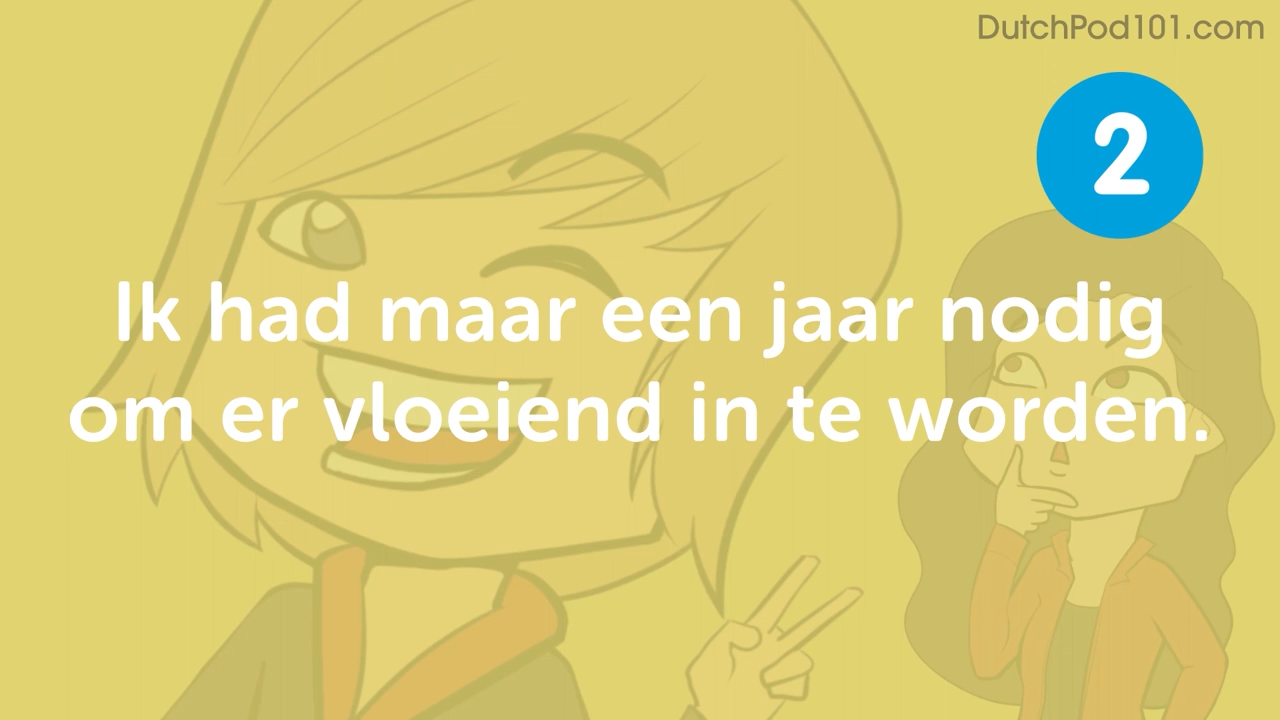 DutchPod101.com
2
Ik had maar een jaar nodig
om er vloeiend in te worden.